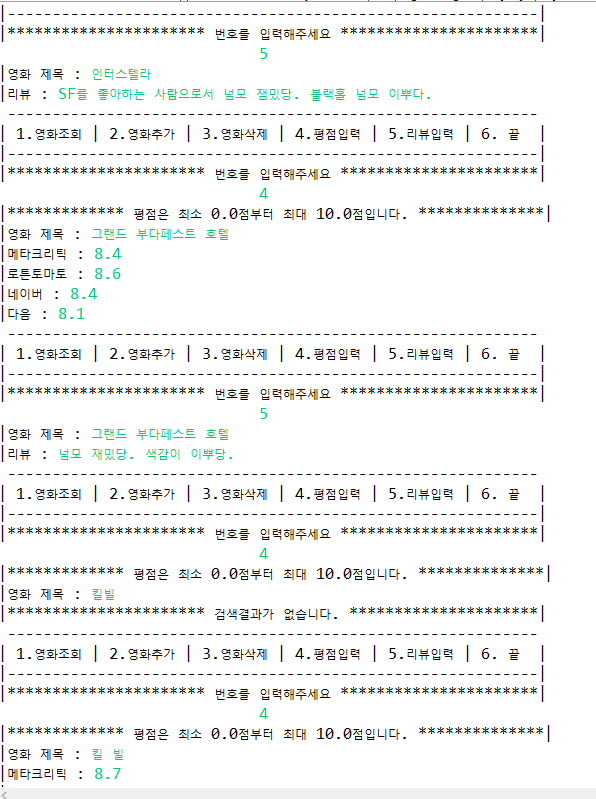 |-----------------------------------------------------------|
|********************** 번호를 입력해주세요 **********************|
5
|영화 제목 : 인터스텔라
|리뷰 : SF를 좋아하는 사람으로서 넘모 잼밌당. 블랙홀 넘모 이뿌다.
-----------------------------------------------------------
| 1.영화조회 | 2.영화추가 | 3.영화삭제 | 4.평점입력 | 5.리뷰입력 | 6. 끝 |
|-----------------------------------------------------------|
|********************** 번호를 입력해주세요 **********************|
4
|************* 평점은 최소 0.0점부터 최대 10.0점입니다. **************|
|영화 제목 : 그랜드 부다페스트 호텔
|메타크리틱 : 8.4
|로튼토마토 : 8.6
|네이버 : 8.4
|다음 : 8.1
-----------------------------------------------------------
| 1.영화조회 | 2.영화추가 | 3.영화삭제 | 4.평점입력 | 5.리뷰입력 | 6. 끝 |
|-----------------------------------------------------------|
|********************** 번호를 입력해주세요 **********************|
5
|영화 제목 : 그랜드 부다페스트 호텔
|리뷰 : 넘모 재밌당. 색감이 이뿌당.
-----------------------------------------------------------
| 1.영화조회 | 2.영화추가 | 3.영화삭제 | 4.평점입력 | 5.리뷰입력 | 6. 끝 |
|-----------------------------------------------------------|
|********************** 번호를 입력해주세요 **********************|
4
|************* 평점은 최소 0.0점부터 최대 10.0점입니다. **************|
|영화 제목 : 킬빌
|********************** 검색결과가 없습니다. *********************|
-----------------------------------------------------------
| 1.영화조회 | 2.영화추가 | 3.영화삭제 | 4.평점입력 | 5.리뷰입력 | 6. 끝 |
|-----------------------------------------------------------|
|********************** 번호를 입력해주세요 **********************|
4
|************* 평점은 최소 0.0점부터 최대 10.0점입니다. **************|
|영화 제목 : 킬 빌
|메타크리틱 : 8.7